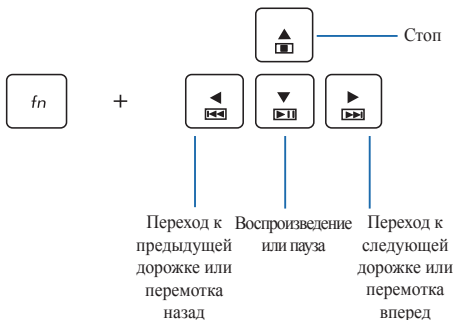 Стоп
fn
+
Переход к
предыдущей
дорожке или
перемотка
назад
Воспроизведение
или пауза
Переход к
следующей
дорожке или
перемотка
вперед